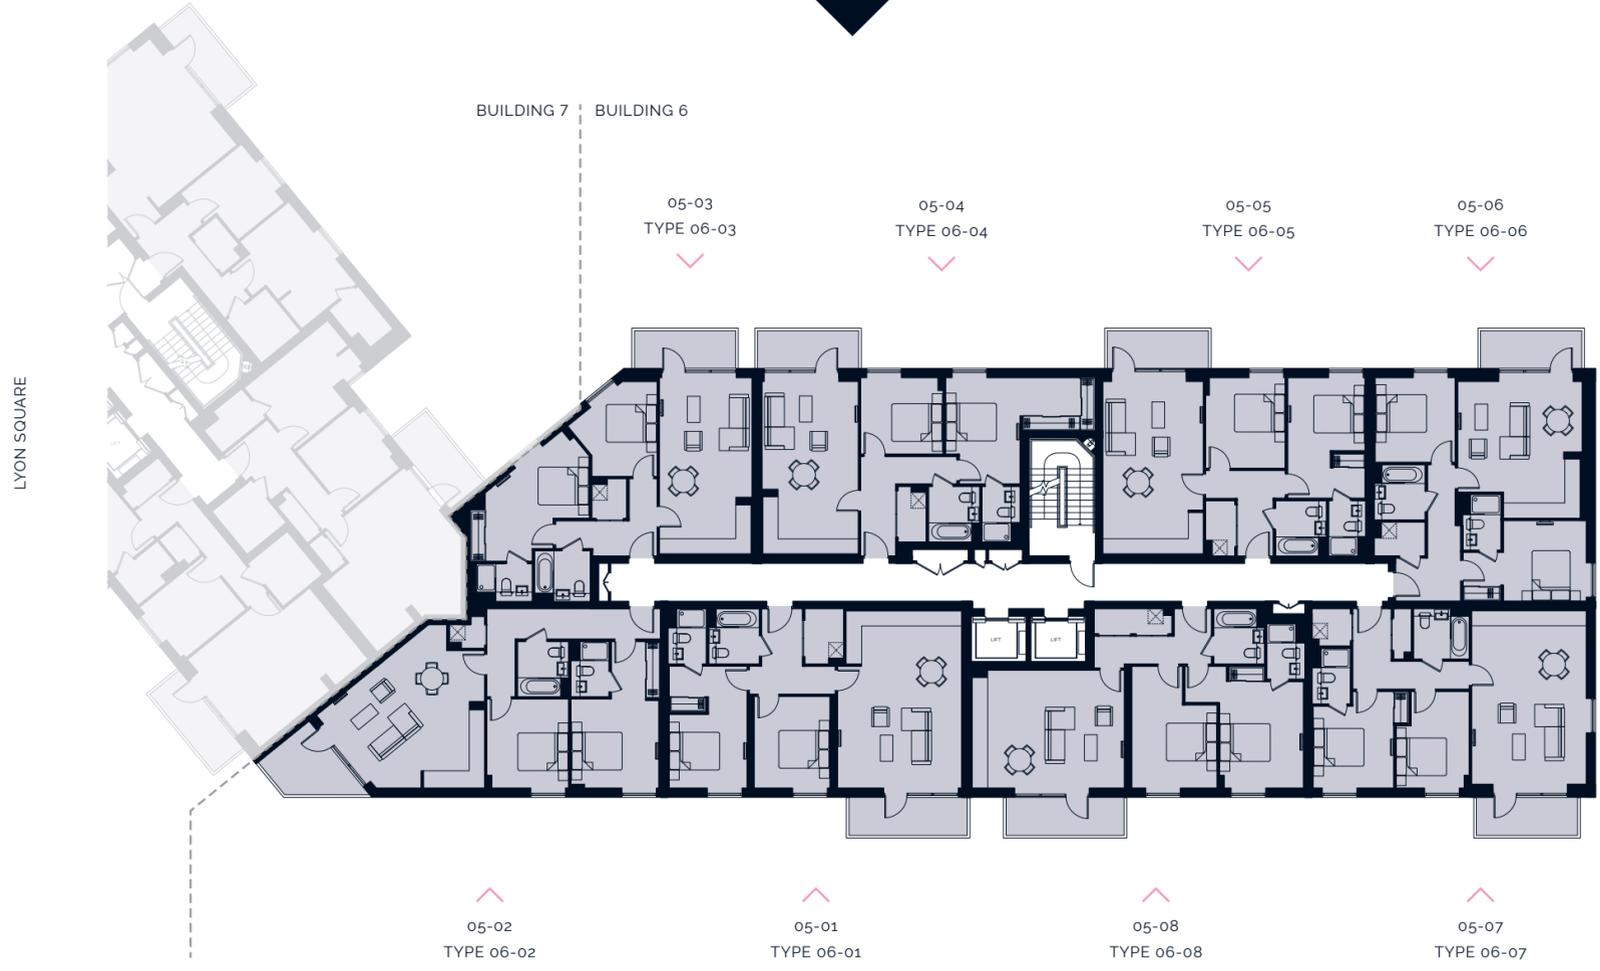 BUILDING 7
BUILDING 6
05-03
TYPE 06-03
05-04
TYPE 06-04
05-05
TYPE 06-05
05-06
TYPE 06-06
LYON SQUARE
LIFT
LIFT
LIFT
05-02
TYPE 06-02
05-01
TYPE 06-01
05-08
TYPE 06-08
05-07
TYPE 06-07